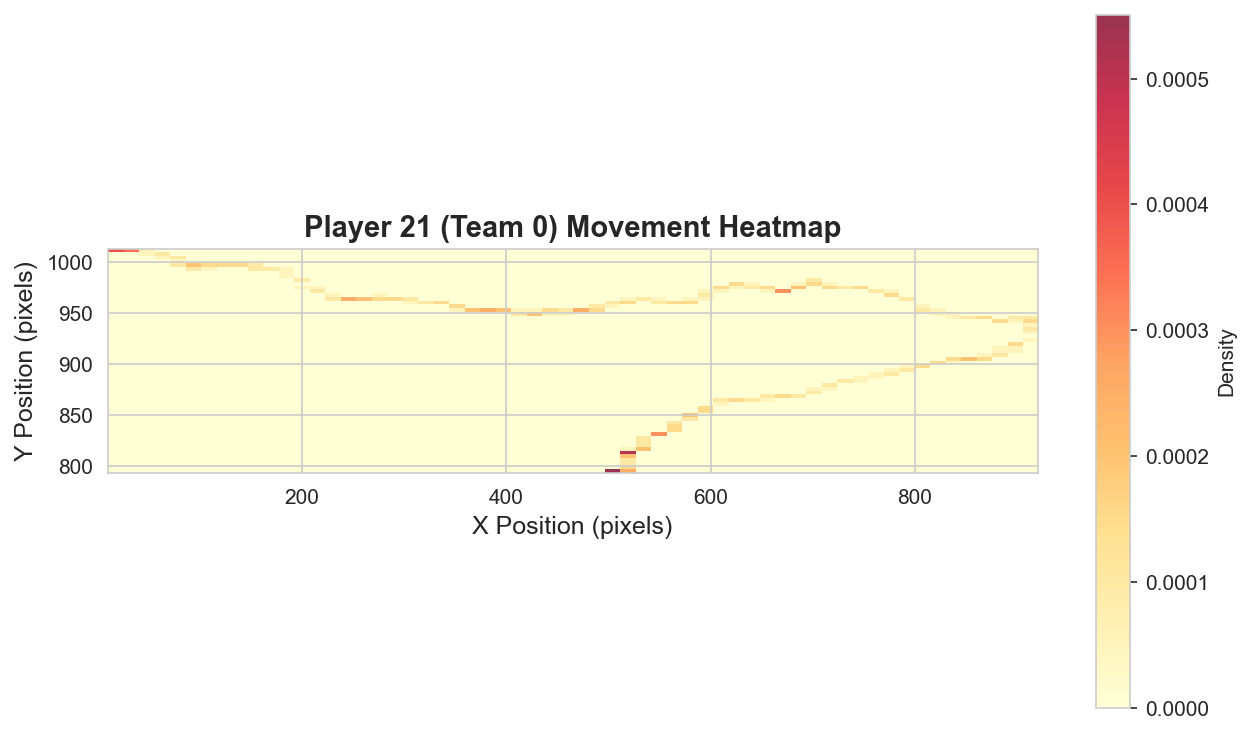 Player 21 (Team 0) Movement Heatmap
Y Position (pixels)
1000
950
900
850
800
200 400 600 800
X Position (pixels)
0.0005
0.0004
0.0003
0.0002
0.0001
0.0000
Density